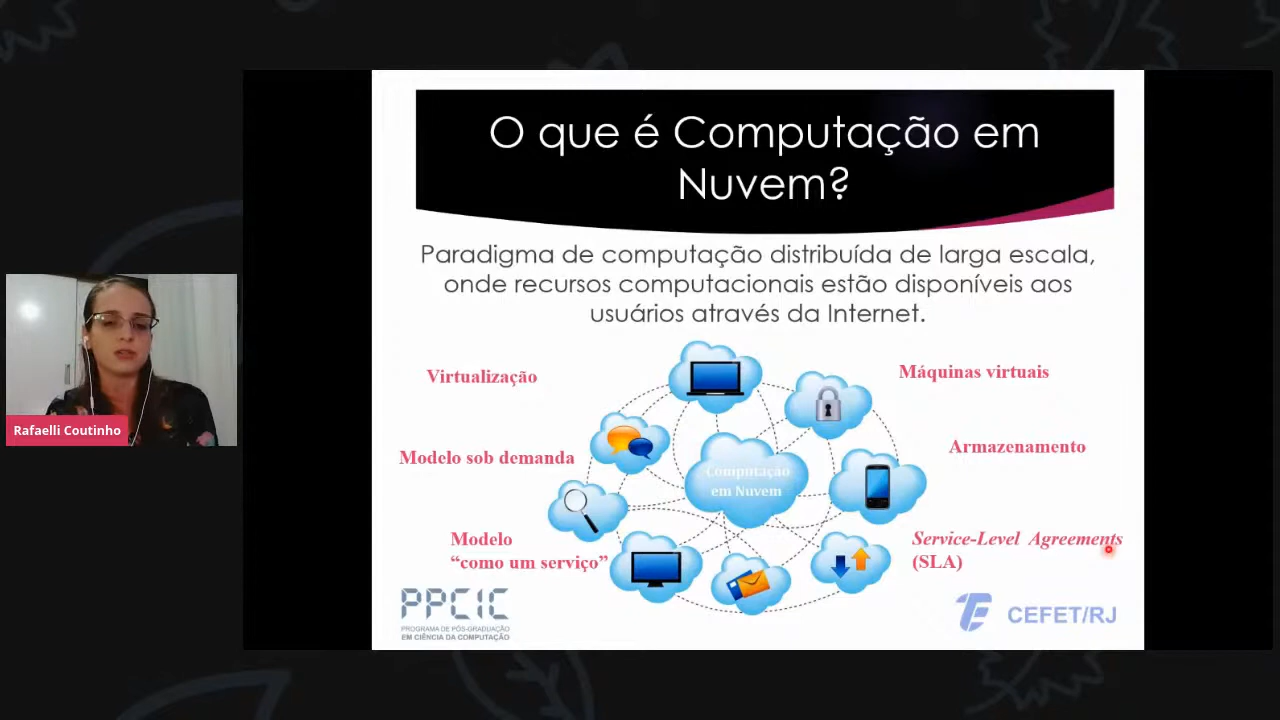 O que é Computação em
Nuvem?
Paradigma de computação distribuída de larga escala,
onde recursos computacionais estão disponíveis aos
usuários através da Internet.
Virtualização
Máquinas virtuais
Modelo sob demanda
Computação
em Nuvem
Armazenamento
Modelo
“como um serviço”
Service-Level Agreements
(SLA)
PPCIC
PROGRAMA DE PÓS-GRADUAÇÃO
EM CIÊNCIA DA COMPUTAÇÃO
CEFET/RJ
Rafaelli Coutinho